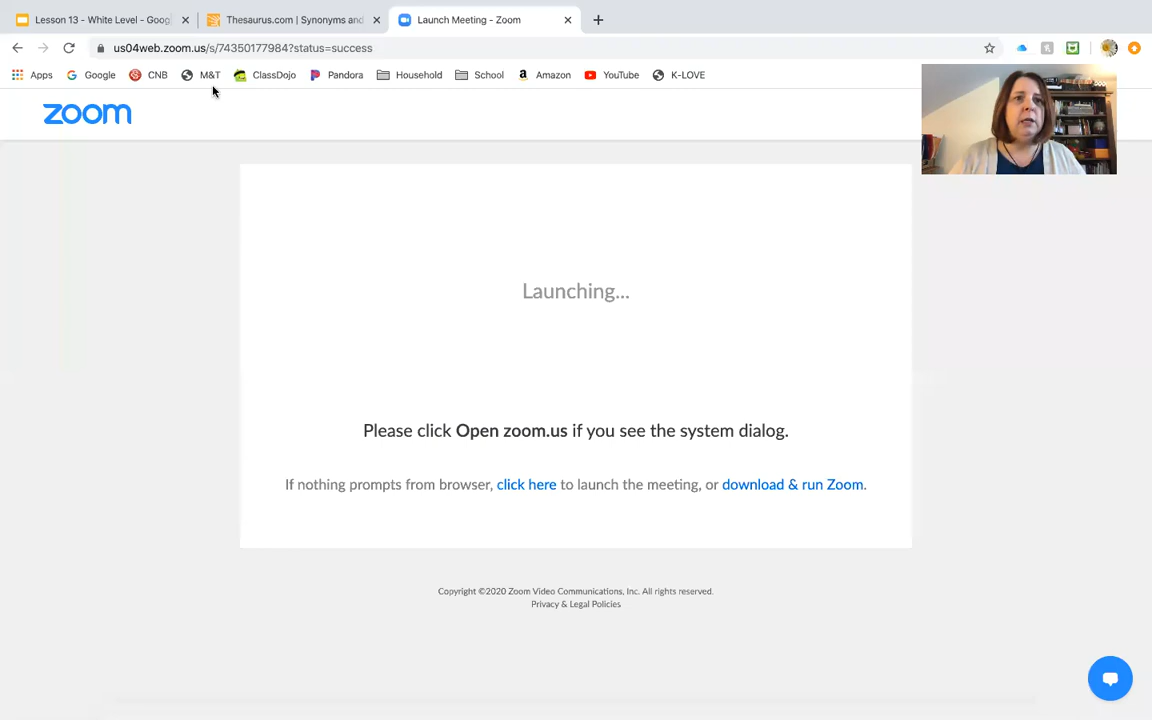 Lesson 13 - White Level - Goog
Thesaurus.com | Synonyms and
Launch Meeting - Zoom
us04web.zoom.us/s/74350177984?status=success
Apps
Google
CNB
M&T
ClassDojo
Pandora
Household
School
Amazon
YouTube
K-LOVE
zoom
Launching...
Please click Open zoom.us if you see the system dialog.
If nothing prompts from browser, click here to launch the meeting, or download & run Zoom.
Copyright ©2020 Zoom Video Communications, Inc. All rights reserved.
Privacy & Legal Policies